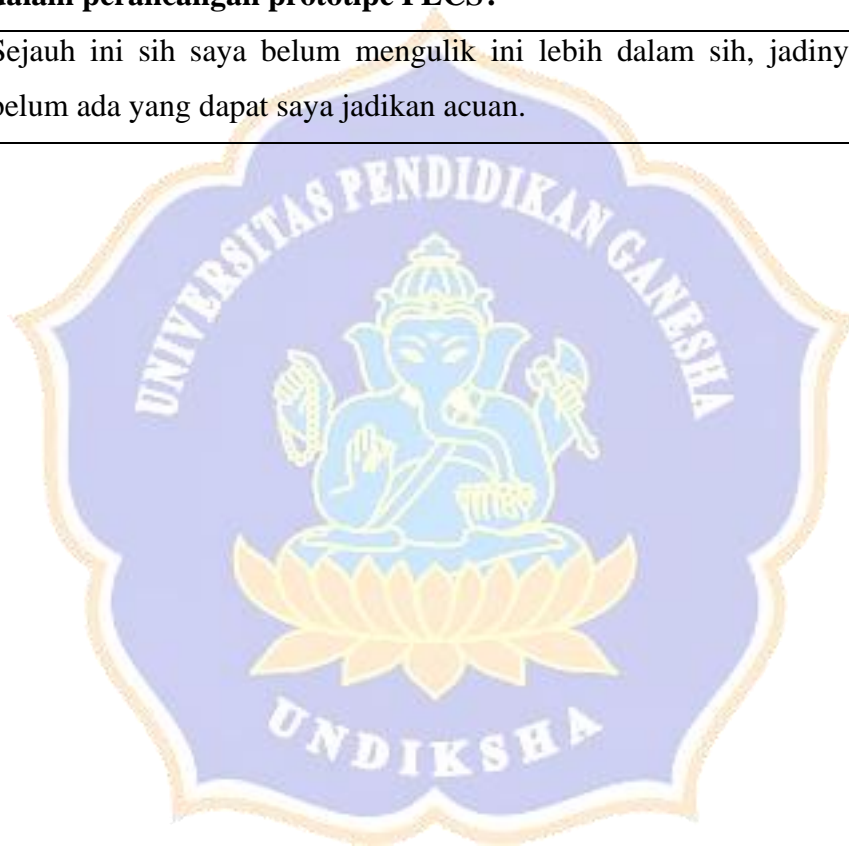 dalam perancangan prototipe PECS?
Sejauh ini sih saya belum mengulik ini lebih dalam sih, jadiny
belum ada yang dapat saya jadikan acuan.
UNIVERSITAS PENDIDIKAN GANESHA
UNDIKSHA